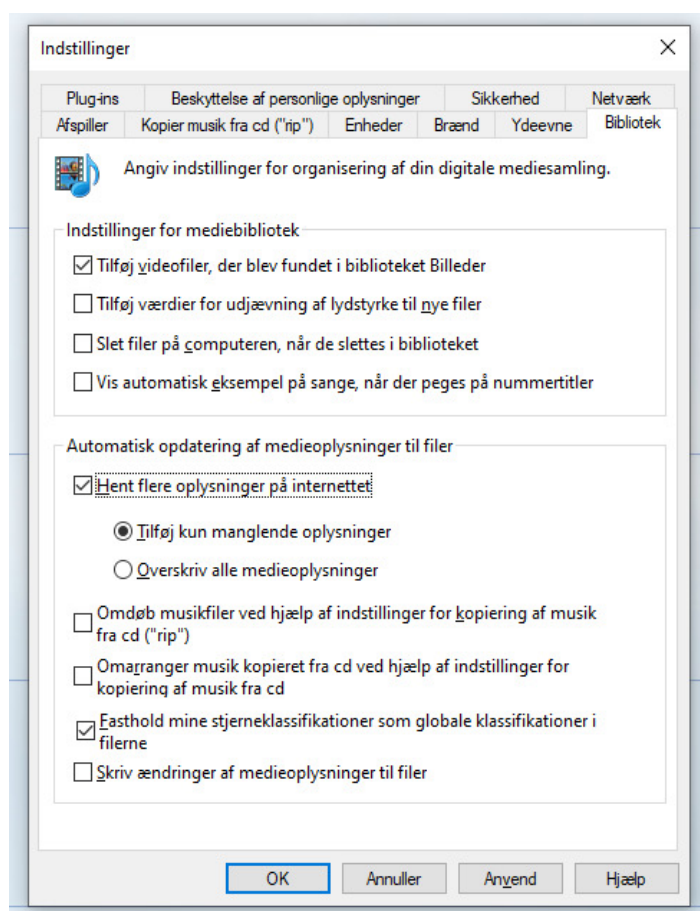 Indstillinger
Plug-ins Beskyttelse af personlige oplysninger Sikkerhed Netværk
Afspiller Kopier musik fra cd ("rip") Enheder Brænd Ydeevne Bibliotek
Angiv indstillinger for organisering af din digitale mediesamling.
Indstillinger for mediebibliotek
Tilføj videofiler, der blev fundet i biblioteket Billeder
Tilføj værdier for udjævning af lydstyrke til nye filer
Slet filer på computeren, når de slettes i biblioteket
Vis automatisk eksempel på sange, når der peges på nummertitler
Automatisk opdatering af medieoplysninger til filer
Hent flere oplysninger på internettet
Tilføj kun manglende oplysninger
Overskriv alle medieoplysninger
Omdøb musikfiler ved hjælp af indstillinger for kopiering af musik
fra cd ("rip")
Omarranger musik kopieret fra cd ved hjælp af indstillinger for
kopiering af musik fra cd
Fasthold mine stjerneklassifikationer som globale klassifikationer i
filerne
Skriv ændringer af medieoplysninger til filer
OK Annuller Anvend Hjælp